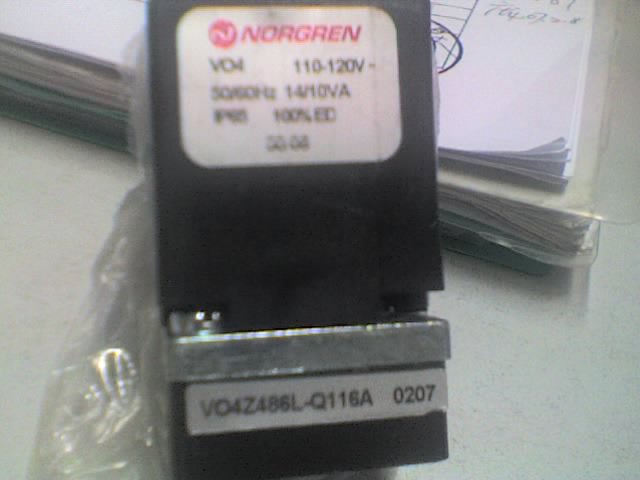 NORGREN
VO4 110-120V~
50/60Hz 14/10VA
IP65 100% ED
VO4Z486L-Q116A 0207